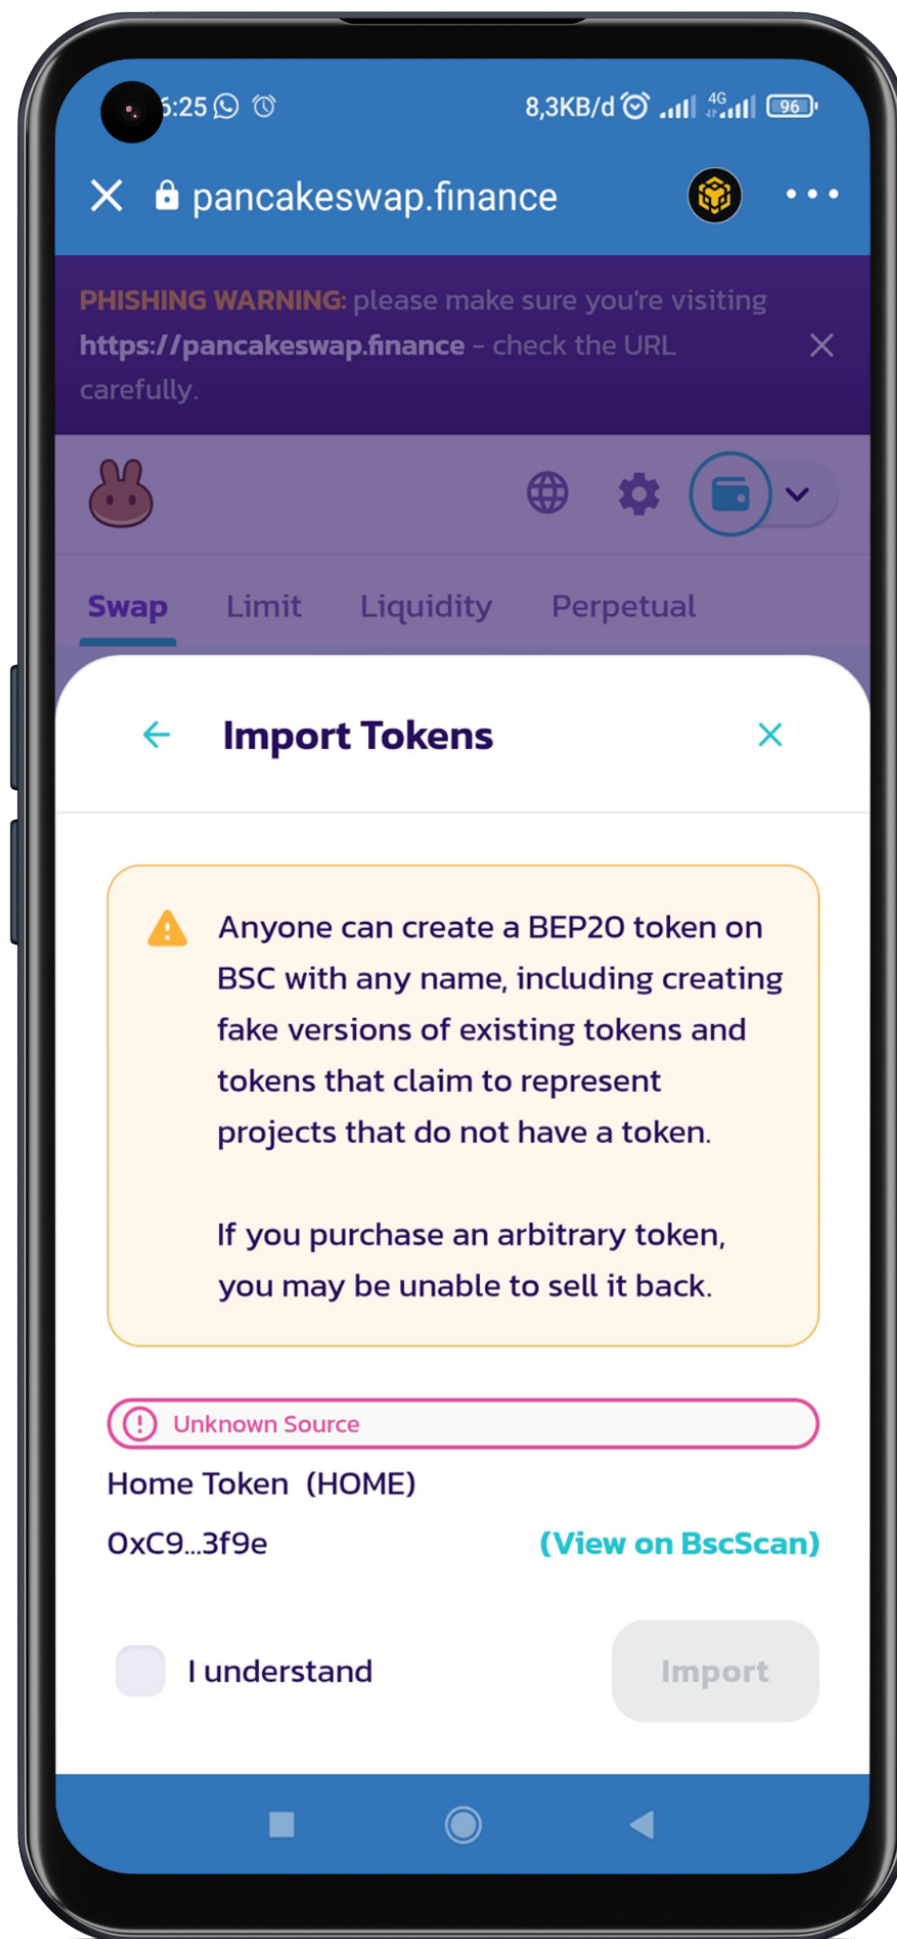 6:25
8,3KB/d 4G 96
pancakeswap.finance
PHISHING WARNING: please make sure you're visiting
https://pancakeswap.finance - check the URL
carefully.
Swap Limit Liquidity Perpetual
Import Tokens
Anyone can create a BEP20 token on
BSC with any name, including creating
fake versions of existing tokens and
tokens that claim to represent
projects that do not have a token.
If you purchase an arbitrary token,
you may be unable to sell it back.
Unknown Source
Home Token (HOME)
0xC9...3f9e (View on BscScan)
I understand Import